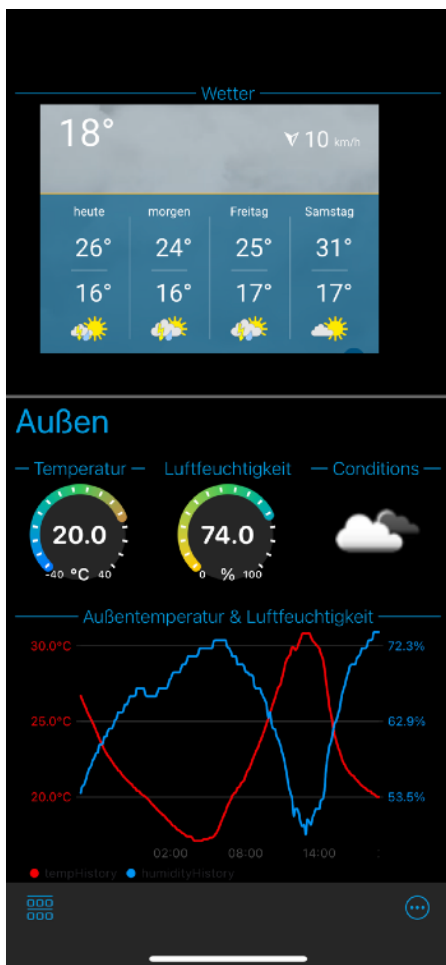 Wetter
18° 10 km/h
heute morgen Freitag Samstag
26° 24° 25° 31°
16° 16° 17° 17°
Außen
Temperatur Luftfeuchtigkeit Conditions
20.0 74.0
-40 °C 40 0 % 100
Außentemperatur & Luftfeuchtigkeit
30.0°C 72.3%
25.0°C 62.9%
20.0°C 53.5%
02:00 08:00 14:00
tempHistory humidityHistory